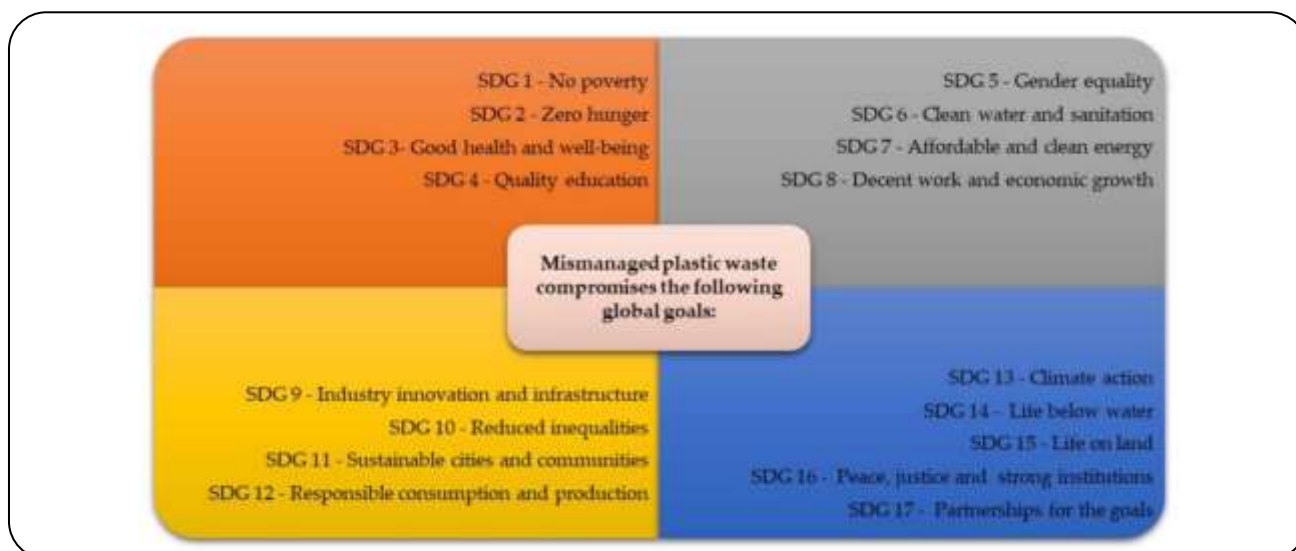 SDG 1 - No poverty
SDG 2 - Zero hunger
SDG 3- Good health and well-being
SDG 4 - Quality education
SDG 5 - Gender equality
SDG 6 - Clean water and sanitation
SDG 7 - Affordable and clean energy
SDG 8 - Decent work and economic growth
Mismanaged plastic waste
compromises the following
global goals:
SDG 9 - Industry innovation and infrastructure
SDG 10 - Reduced inequalities
SDG 11 - Sustainable cities and communities
SDG 12 - Responsible consumption and production
SDG 13 - Climate action
SDG 14 - Life below water
SDG 15 - Life on land
SDG 16 - Peace, justice and strong institutions
SDG 17 - Partnerships for the goals